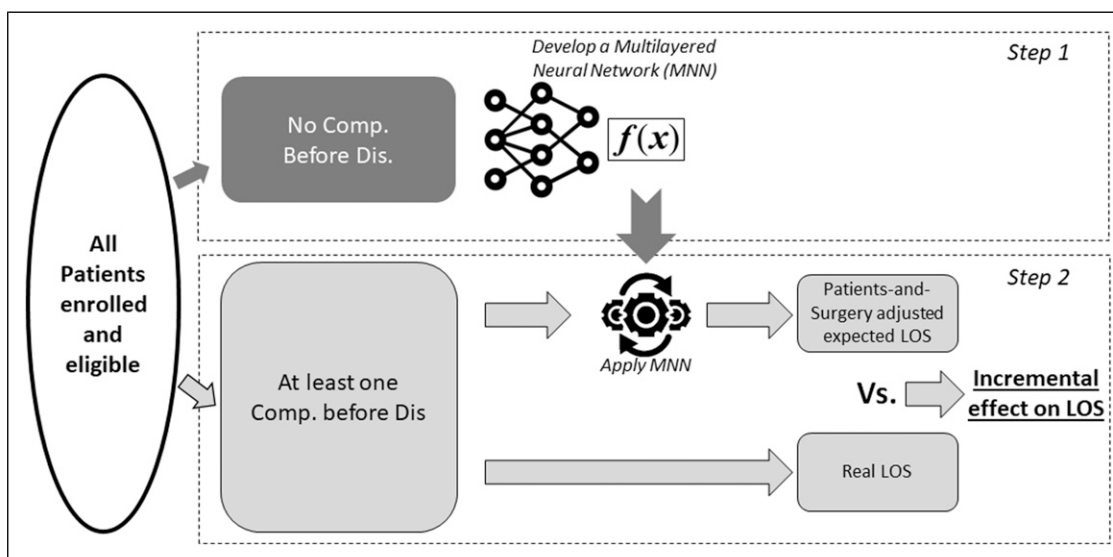 Develop a Multilayered
Neural Network (MNN)
Step 1
No Comp.
Before Dis.
f(x)
All
Patients
enrolled
and
eligible
Step 2
At least one
Comp. before Dis
Apply MNN
Patients-and-
Surgery adjusted
expected LOS
Vs.
Incremental
effect on LOS
Real LOS